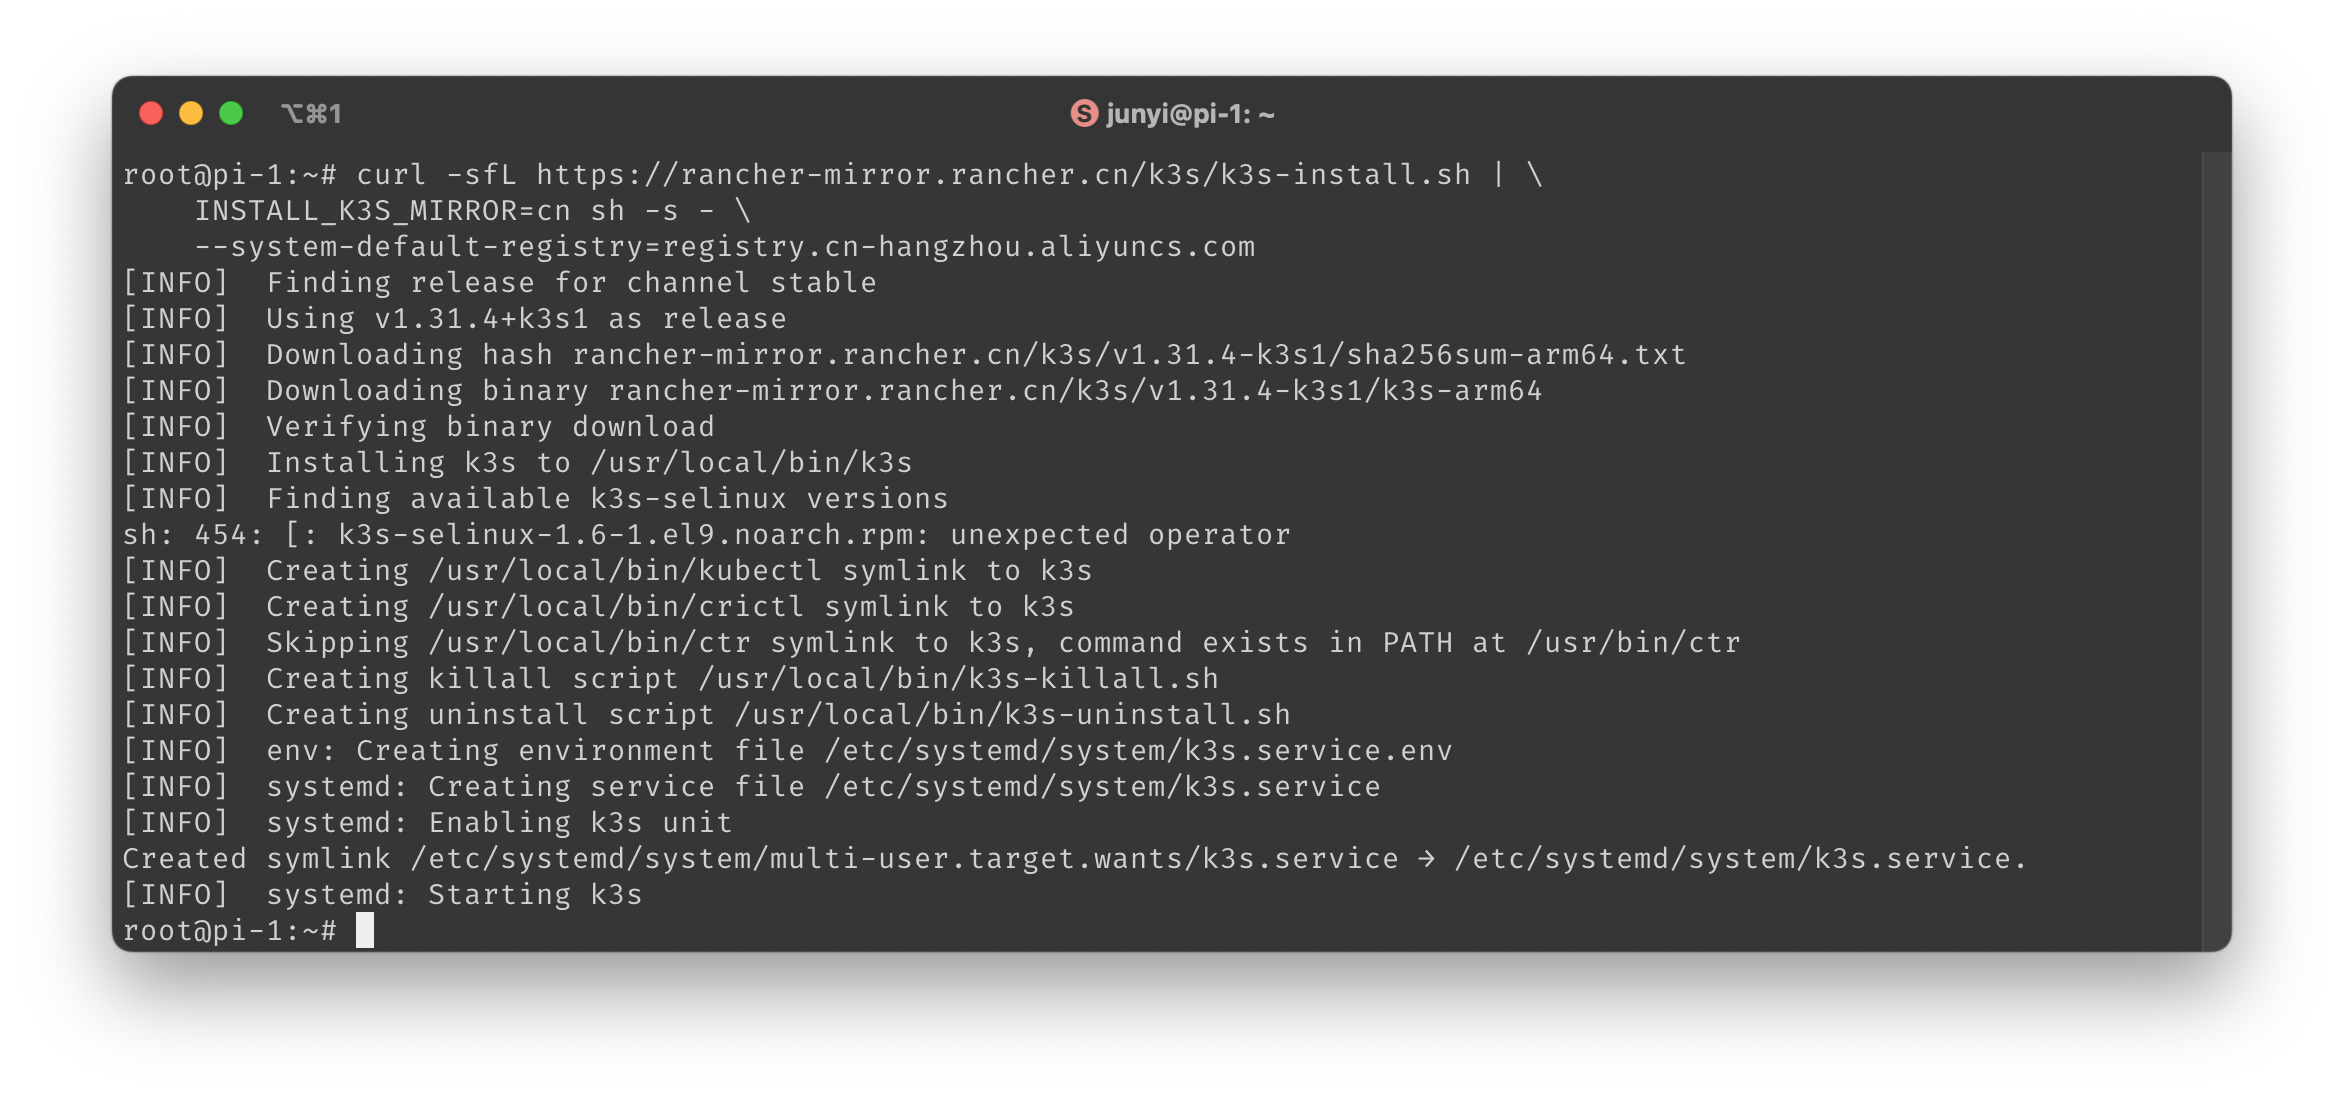 ⌥⌘1
S junyi@pi-1: ~
root@pi-1:~# curl -sfL https://rancher-mirror.rancher.cn/k3s/k3s-install.sh | \
    INSTALL_K3S_MIRROR=cn sh -s - \
    --system-default-registry=registry.cn-hangzhou.aliyuncs.com
[INFO]  Finding release for channel stable
[INFO]  Using v1.31.4+k3s1 as release
[INFO]  Downloading hash rancher-mirror.rancher.cn/k3s/v1.31.4-k3s1/sha256sum-arm64.txt
[INFO]  Downloading binary rancher-mirror.rancher.cn/k3s/v1.31.4-k3s1/k3s-arm64
[INFO]  Verifying binary download
[INFO]  Installing k3s to /usr/local/bin/k3s
[INFO]  Finding available k3s-selinux versions
sh: 454: [: k3s-selinux-1.6-1.el9.noarch.rpm: unexpected operator
[INFO]  Creating /usr/local/bin/kubectl symlink to k3s
[INFO]  Creating /usr/local/bin/crictl symlink to k3s
[INFO]  Skipping /usr/local/bin/ctr symlink to k3s, command exists in PATH at /usr/bin/ctr
[INFO]  Creating killall script /usr/local/bin/k3s-killall.sh
[INFO]  Creating uninstall script /usr/local/bin/k3s-uninstall.sh
[INFO]  env: Creating environment file /etc/systemd/system/k3s.service.env
[INFO]  systemd: Creating service file /etc/systemd/system/k3s.service
[INFO]  systemd: Enabling k3s unit
Created symlink /etc/systemd/system/multi-user.target.wants/k3s.service → /etc/systemd/system/k3s.service.
[INFO]  systemd: Starting k3s
root@pi-1:~#